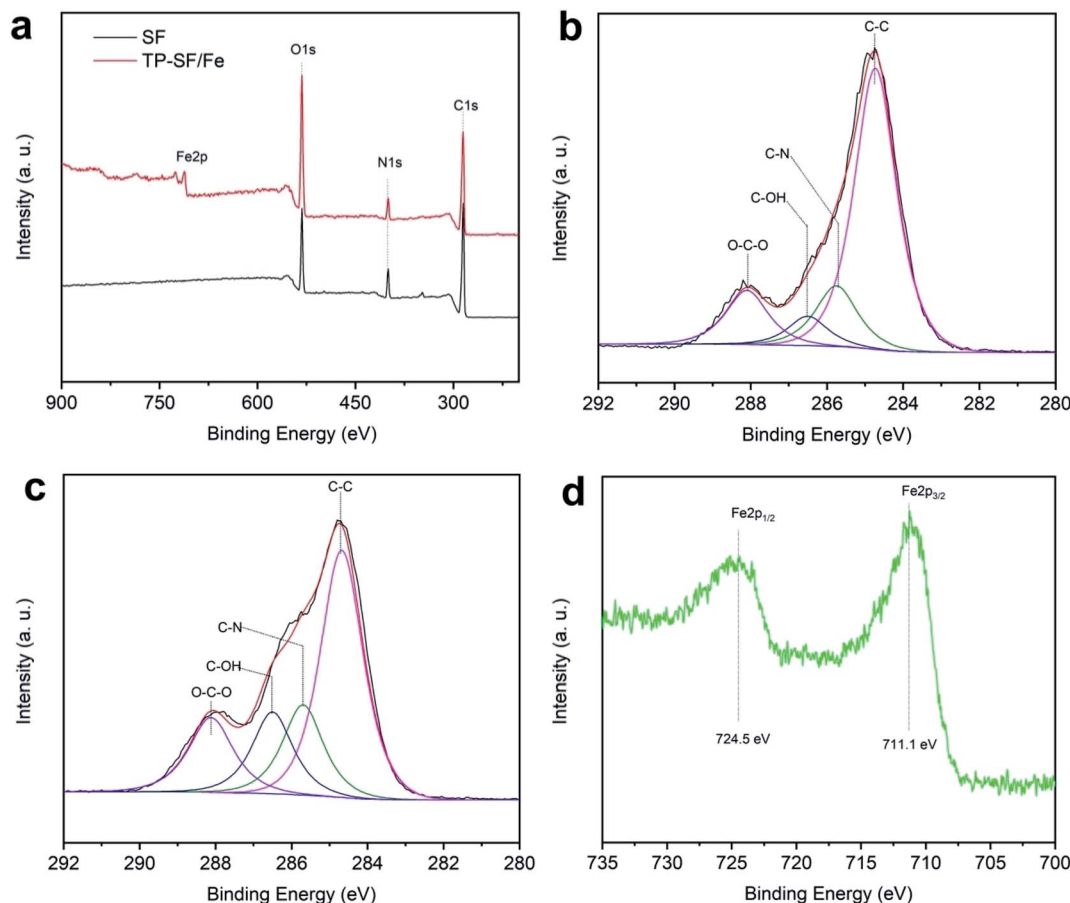 a
SF
TP-SF/Fe
O1s
C1s
Fe2p
N1s
Intensity (a. u.)
900 750 600 450 300
Binding Energy (eV)
b
C-C
C-N
C-OH
O-C-O
Intensity (a. u.)
292 290 288 286 284 282 280
Binding Energy (eV)
c
C-C
C-N
C-OH
O-C-O
Intensity (a. u.)
292 290 288 286 284 282 280
Binding Energy (eV)
d
Fe2p3/2
Fe2p1/2
724.5 eV
711.1 eV
Intensity (a. u.)
735 730 725 720 715 710 705 700
Binding Energy (eV)